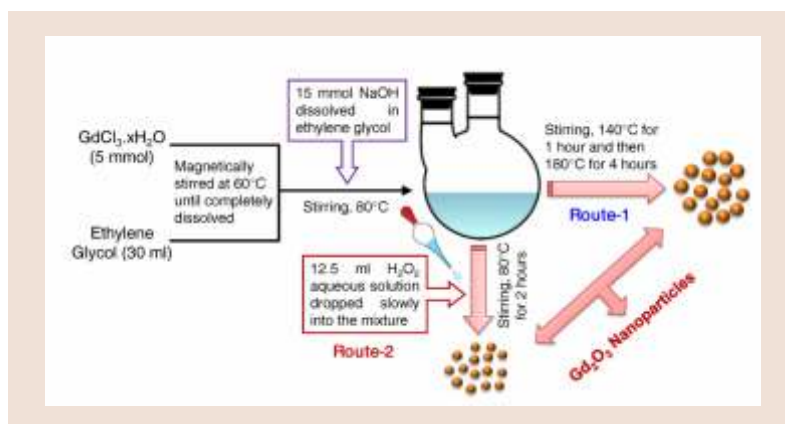 GdCl₃.xH₂O
(5 mmol)
Ethylene
Glycol (30 ml)
Magnetically
stirred at 60°C
until completely
dissolved
15 mmol NaOH
dissolved in
ethylene glycol
Stirring, 80°C
Stirring, 140°C for
1 hour and then
180°C for 4 hours
Route-1
12.5 ml H₂O₂
aqueous solution
dropped slowly
into the mixture
Route-2
Stirring, 80°C
for 2 hours
Gd₂O₃ Nanoparticles